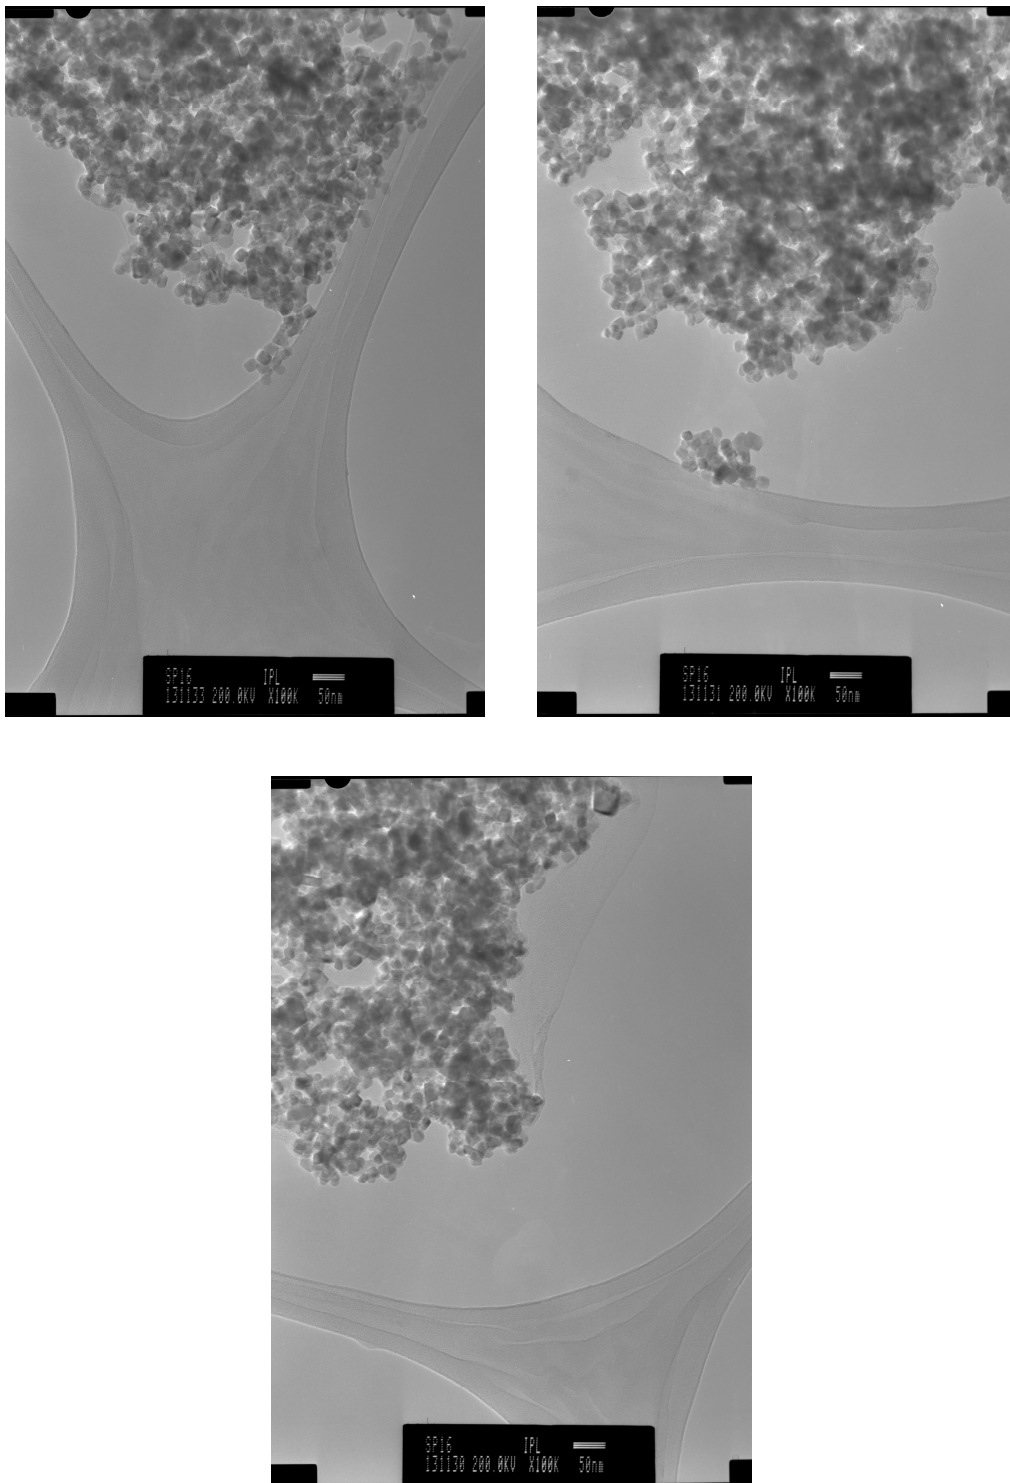 SP16 IPL
131133 200.0KV X100K 50nm
SP16 IPL
131131 200.0KV X100K 50nm
SP16 IPL
131130 200.0KV X100K 50nm